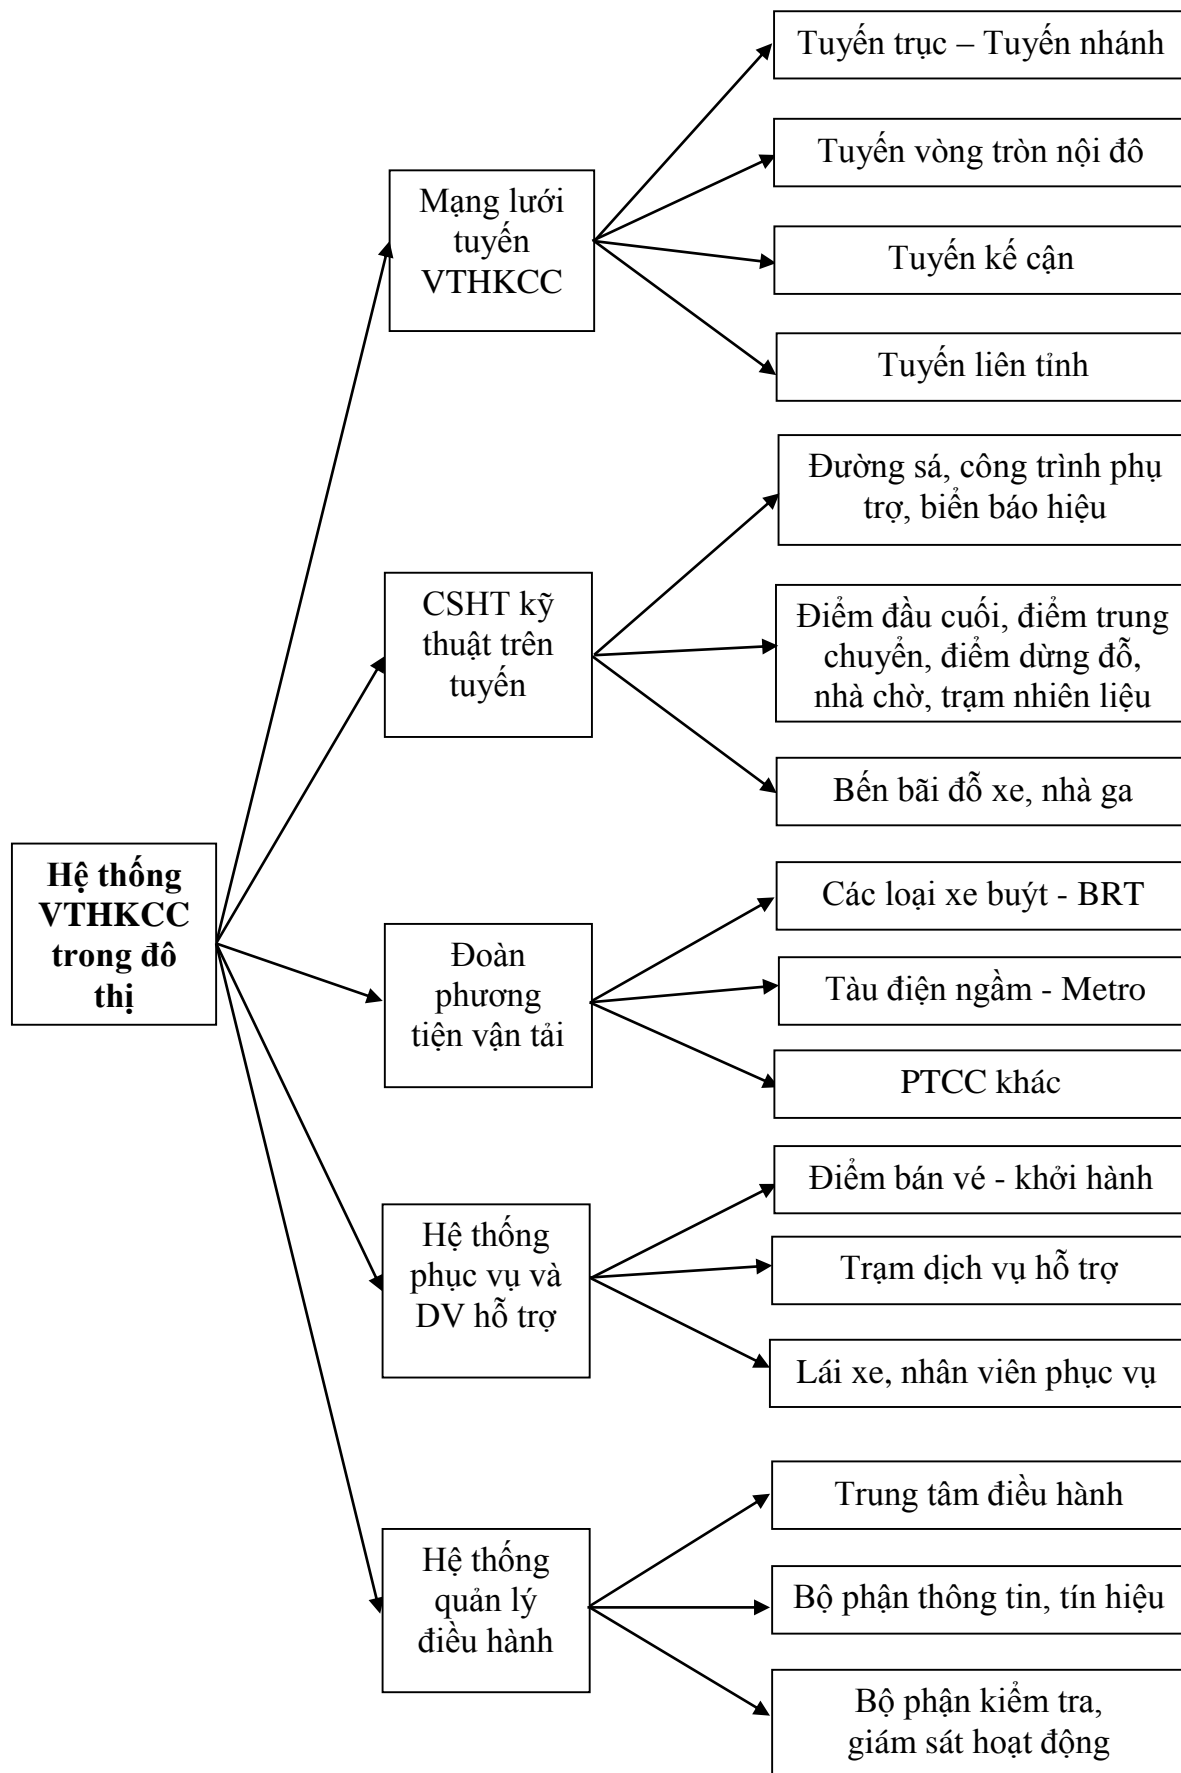 Hệ thống
VTHKCC
trong đô
thị
Mạng lưới
tuyến
VTHKCC
Tuyến trục – Tuyến nhánh
Tuyến vòng tròn nội đô
Tuyến kế cận
Tuyến liên tỉnh
CSHT kỹ
thuật trên
tuyến
Đường sá, công trình phụ
trợ, biển báo hiệu
Điểm đầu cuối, điểm trung
chuyển, điểm dừng đỗ,
nhà chờ, trạm nhiên liệu
Bến bãi đỗ xe, nhà ga
Đoàn
phương
tiện vận tải
Các loại xe buýt - BRT
Tàu điện ngầm - Metro
PTCC khác
Hệ thống
phục vụ và
DV hỗ trợ
Điểm bán vé - khởi hành
Trạm dịch vụ hỗ trợ
Lái xe, nhân viên phục vụ
Hệ thống
quản lý
điều hành
Trung tâm điều hành
Bộ phận thông tin, tín hiệu
Bộ phận kiểm tra,
giám sát hoạt động